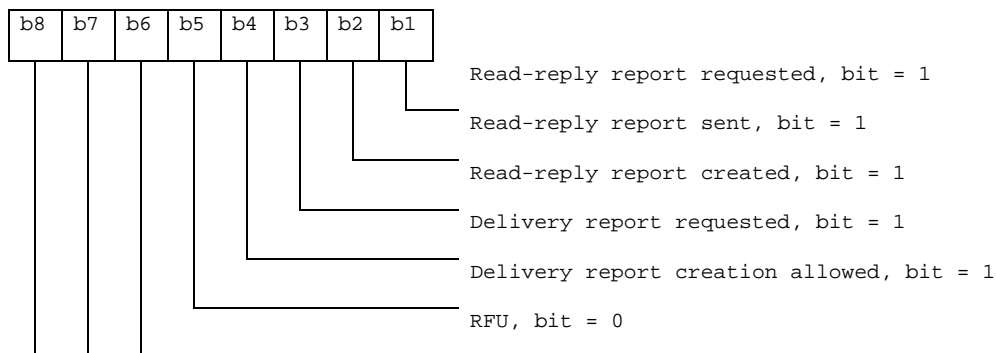 b8 b7 b6 b5 b4 b3 b2 b1
Read-reply report requested, bit = 1
Read-reply report sent, bit = 1
Read-reply report created, bit = 1
Delivery report requested, bit = 1
Delivery report creation allowed, bit = 1
RFU, bit = 0